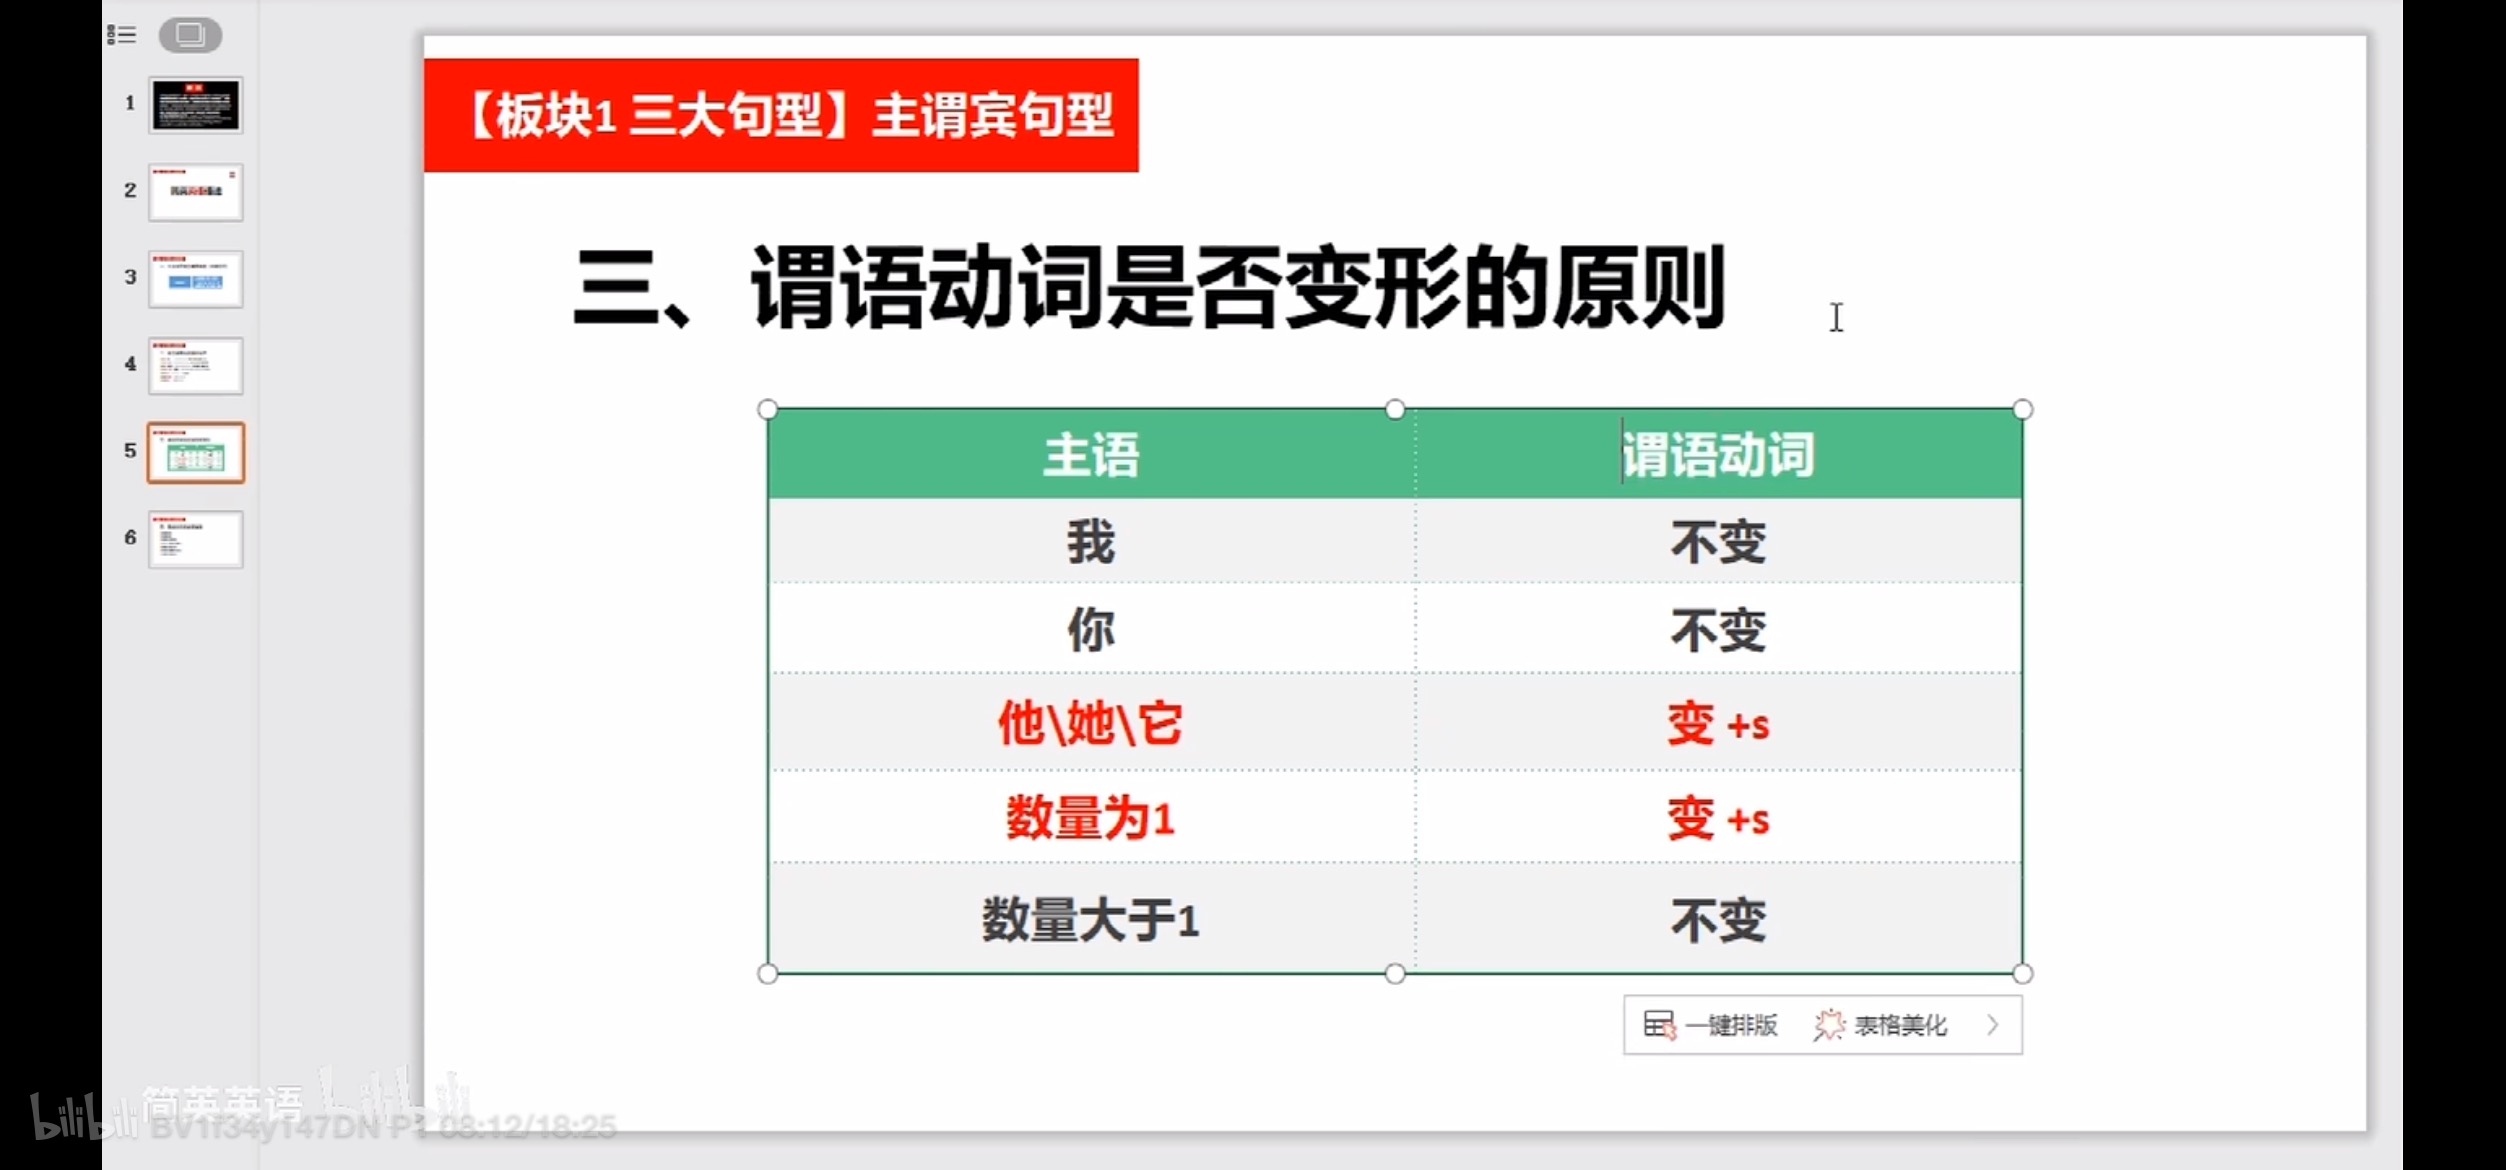 【板块1 三大句型】主谓宾句型
三、谓语动词是否变形的原则
主语 谓语动词
我 不变
你 不变
他\她\它 变 +s
数量为1 变 +s
数量大于1 不变
一键排版 表格美化
1
2
3
4
5
6
bilibili 简英英语 bilibili
BV1f34y147DN P1 08:12/18:25